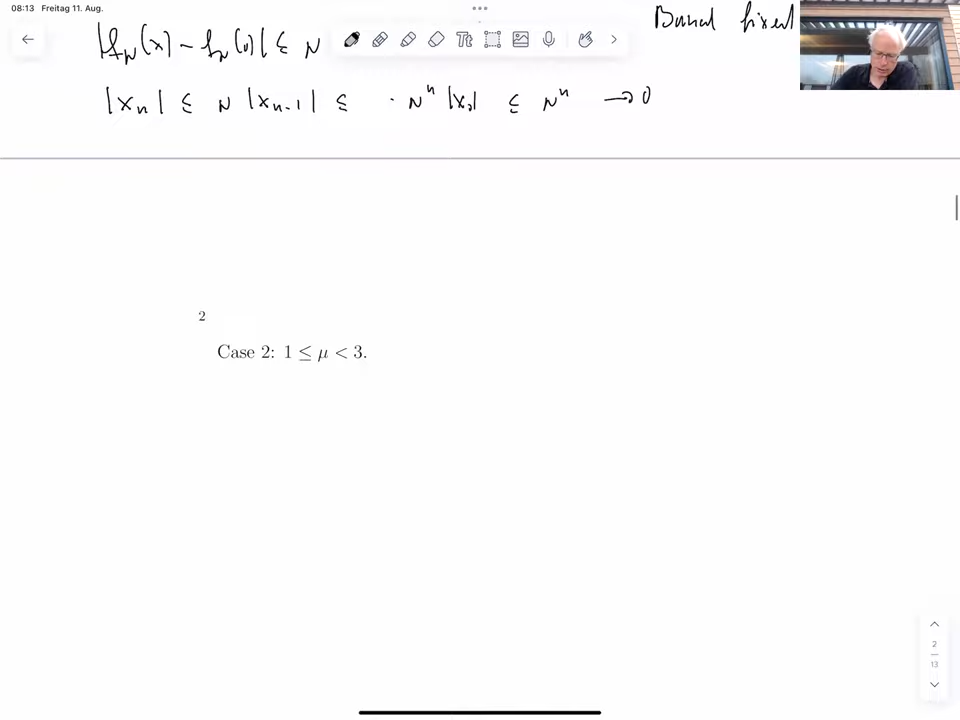 08:13 Freitag 11. Aug.
Banach fixed
|f_μ(x) - f_μ(0)| ≤ μ
Tt
|x_n| ≤ μ |x_{n-1}| ≤ · μ^n |x_0| ≤ μ^n → 0
2
Case 2: 1 ≤ μ < 3.
2
13